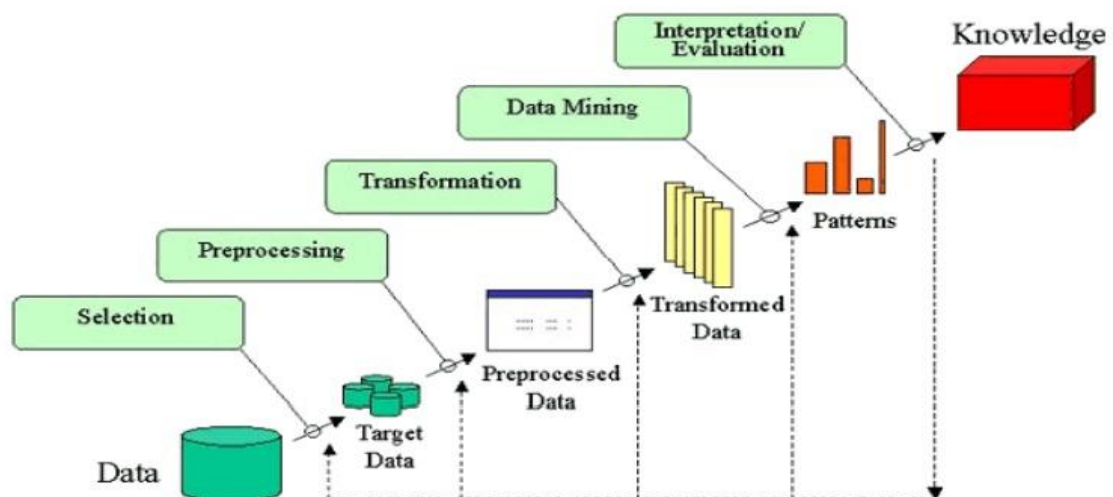 Interpretation/
Evaluation
Knowledge
Data Mining
Transformation
Patterns
Preprocessing
Transformed
Data
Selection
Preprocessed
Data
Target
Data
Data